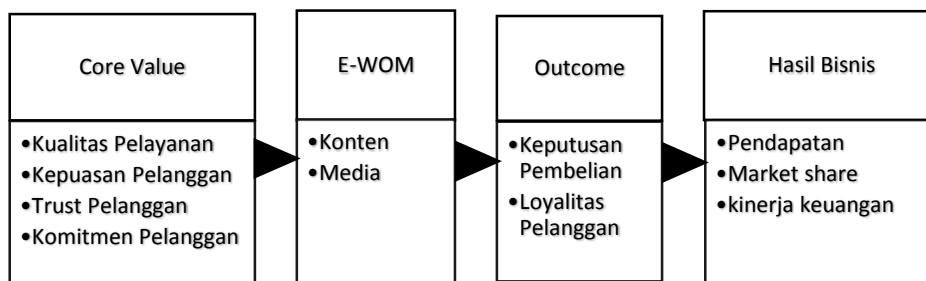 Core Value
•Kualitas Pelayanan
•Kepuasan Pelanggan
•Trust Pelanggan
•Komitmen Pelanggan
E-WOM
•Konten
•Media
Outcome
•Keputusan
Pembelian
•Loyalitas
Pelanggan
Hasil Bisnis
•Pendapatan
•Market share
•kinerja keuangan